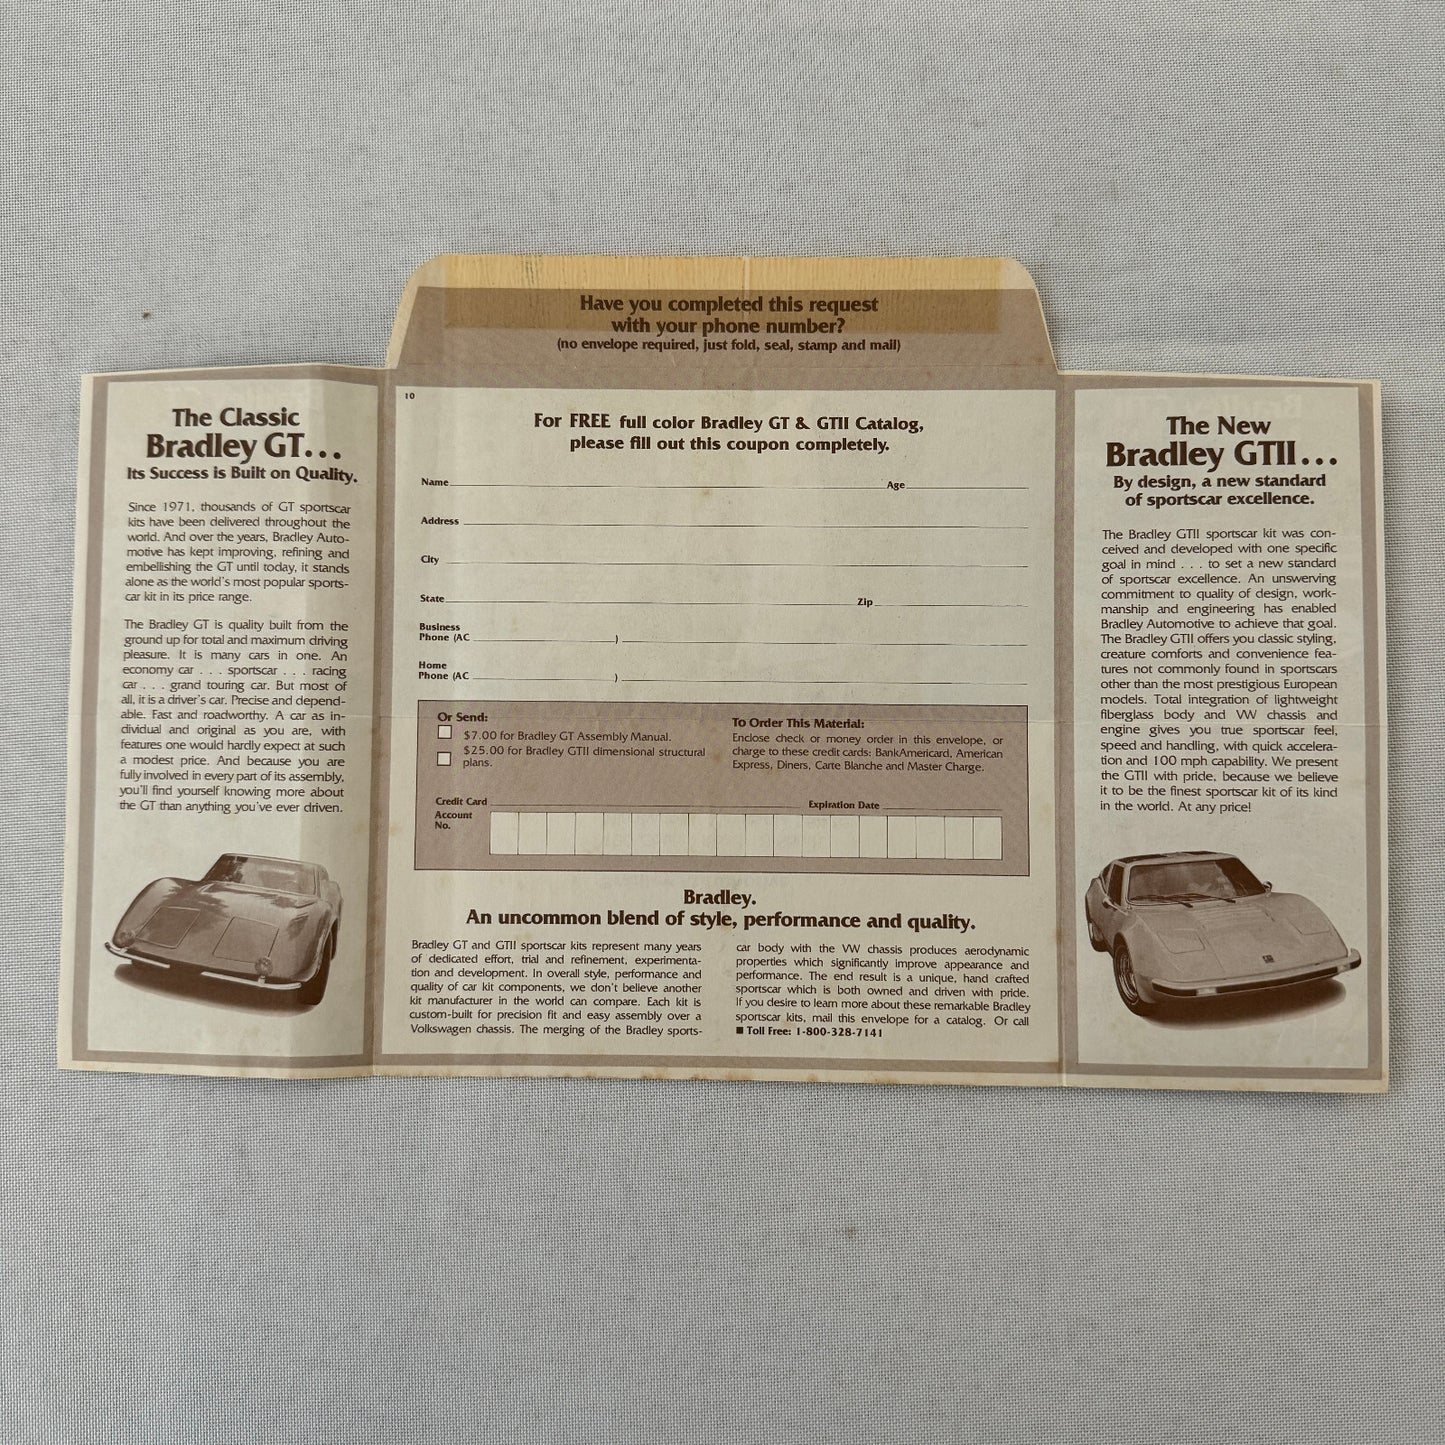 Have you completed this request
with your phone number?
(no envelope required, just fold, seal, stamp and mail)
The Classic
Bradley GT...
Its Success is Built on Quality.
Since 1971, thousands of GT sportscar
kits have been delivered throughout the
world. And over the years, Bradley Auto-
motive has kept improving, refining and
embellishing the GT until today, it stands
alone as the world's most popular sports-
car kit in its price range.
The Bradley GT is quality built from the
ground up for total and maximum driving
pleasure. It is many cars in one. An
economy car . . . sportscar . . . racing
car . . . grand touring car. But most of
all, it is a driver's car. Precise and depend-
able. Fast and roadworthy. A car as in-
dividual and original as you are, with
features one would hardly expect at such
a modest price. And because you are
fully involved in every part of its assembly,
you'll find yourself knowing more about
the GT than anything you've ever driven.
10
For FREE full color Bradley GT & GTII Catalog,
please fill out this coupon completely.
Name Age
Address
City
State Zip
Business
Phone (AC )
Home
Phone (AC )
Or Send:
$7.00 for Bradley GT Assembly Manual.
$25.00 for Bradley GTII dimensional structural
plans.
To Order This Material:
Enclose check or money order in this envelope, or
charge to these credit cards: BankAmericard, American
Express, Diners, Carte Blanche and Master Charge.
Credit Card Expiration Date
Account
No.
Bradley.
An uncommon blend of style, performance and quality.
Bradley GT and GTII sportscar kits represent many years
of dedicated effort, trial and refinement, experimenta-
tion and development. In overall style, performance and
quality of car kit components, we don't believe another
kit manufacturer in the world can compare. Each kit is
custom-built for precision fit and easy assembly over a
Volkswagen chassis. The merging of the Bradley sports-
car body with the VW chassis produces aerodynamic
properties which significantly improve appearance and
performance. The end result is a unique, hand crafted
sportscar which is both owned and driven with pride.
If you desire to learn more about these remarkable Bradley
sportscar kits, mail this envelope for a catalog. Or call
■ Toll Free: 1-800-328-7141
The New
Bradley GTII...
By design, a new standard
of sportscar excellence.
The Bradley GTII sportscar kit was con-
ceived and developed with one specific
goal in mind . . . to set a new standard
of sportscar excellence. An unswerving
commitment to quality of design, work-
manship and engineering has enabled
Bradley Automotive to achieve that goal.
The Bradley GTII offers you classic styling,
creature comforts and convenience fea-
tures not commonly found in sportscars
other than the most prestigious European
models. Total integration of lightweight
fiberglass body and VW chassis and
engine gives you true sportscar feel,
speed and handling, with quick accelera-
tion and 100 mph capability. We present
the GTII with pride, because we believe
it to be the finest sportscar kit of its kind
in the world. At any price!